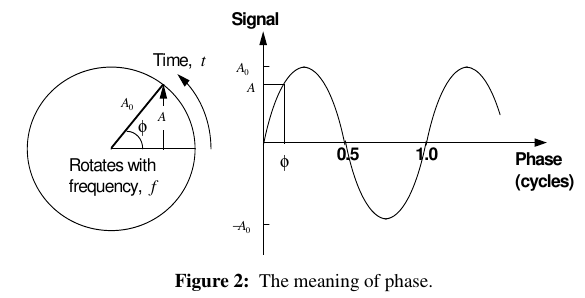 Signal
Time, t
A₀
A
ϕ
Rotates with
frequency, f
A₀
A
ϕ
0.5
1.0
Phase
(cycles)
–A₀
Figure 2: The meaning of phase.